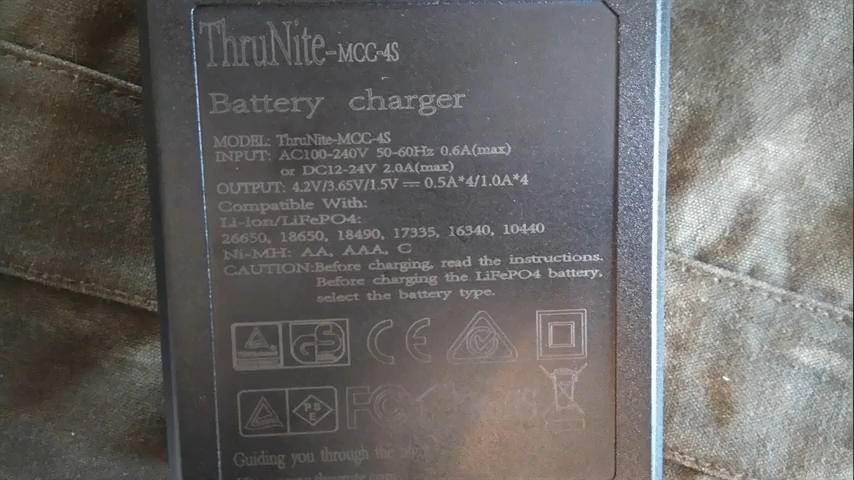 ThruNite-MCC-4S
Battery charger
MODEL: ThruNite-MCC-4S
INPUT: AC100-240V 50-60Hz 0.6A(max)
or DC12-24V 2.0A(max)
OUTPUT: 4.2V/3.65V/1.5V ⎓ 0.5A*4/1.0A*4
Compatible With:
Li-ion/LiFePO4:
26650, 18650, 18490, 17335, 16340, 10440
Ni-MH: AA, AAA, C
CAUTION:Before charging, read the instructions.
Before charging the LiFePO4 battery,
select the battery type.
GS CE
PSE FC
Guiding you through the